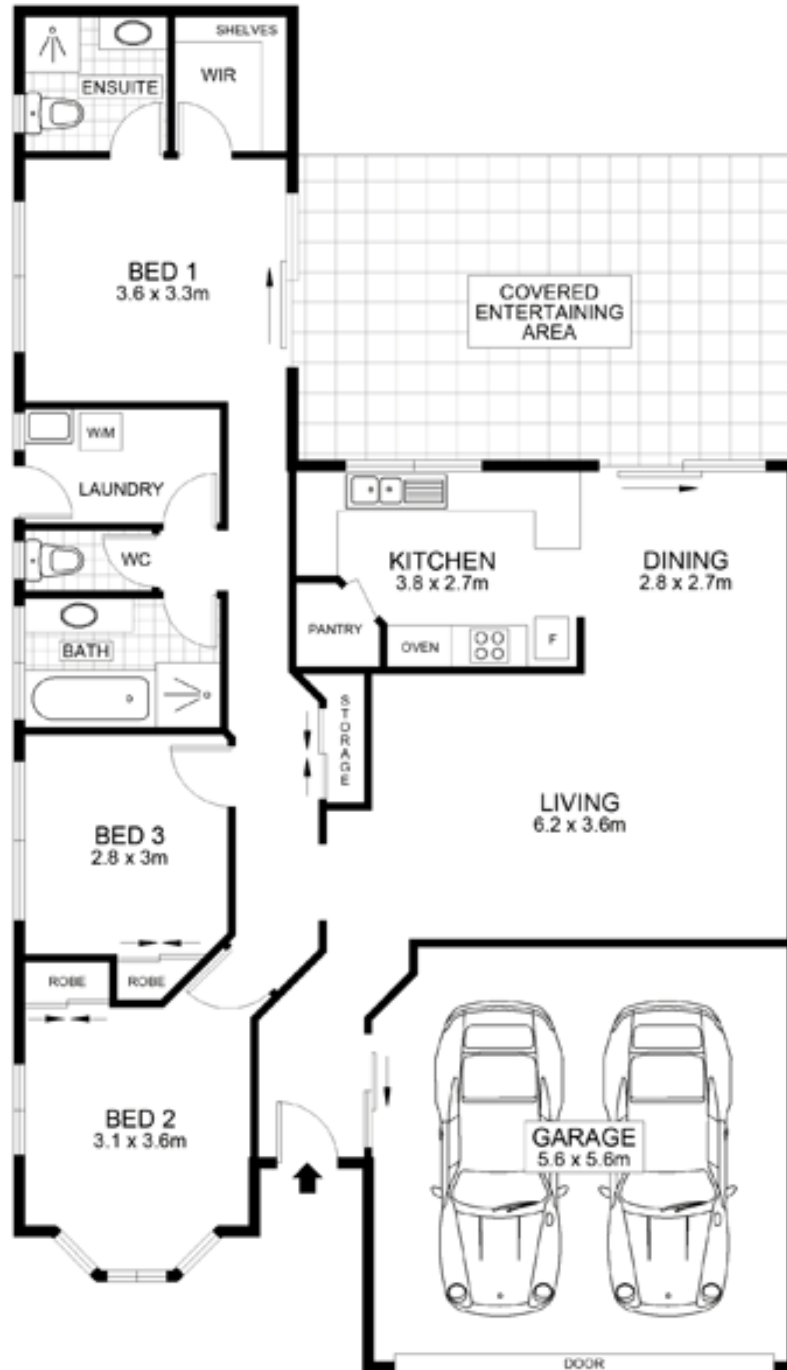 SHELVES
WIR
ENSUITE
BED 1
3.6 x 3.3m
COVERED
ENTERTAINING
AREA
W/M
LAUNDRY
WC
KITCHEN
3.8 x 2.7m
DINING
2.8 x 2.7m
PANTRY
OVEN
F
BATH
STORAGE
LIVING
6.2 x 3.6m
BED 3
2.8 x 3m
ROBE
ROBE
BED 2
3.1 x 3.6m
GARAGE
5.6 x 5.6m
DOOR